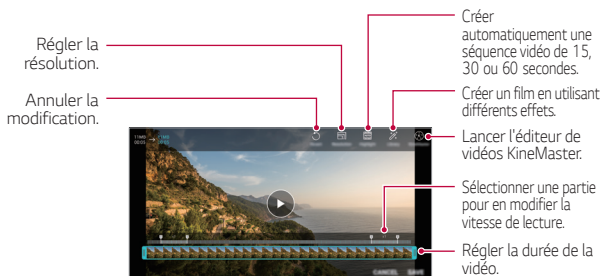 Régler la
résolution.
Annuler la
modification.
Créer
automatiquement une
séquence vidéo de 15,
30 ou 60 secondes.
Créer un film en utilisant
différents effets.
Lancer l'éditeur de
vidéos KineMaster.
Sélectionner une partie
pour en modifier la
vitesse de lecture.
Régler la durée de la
vidéo.
CANCEL SAVE